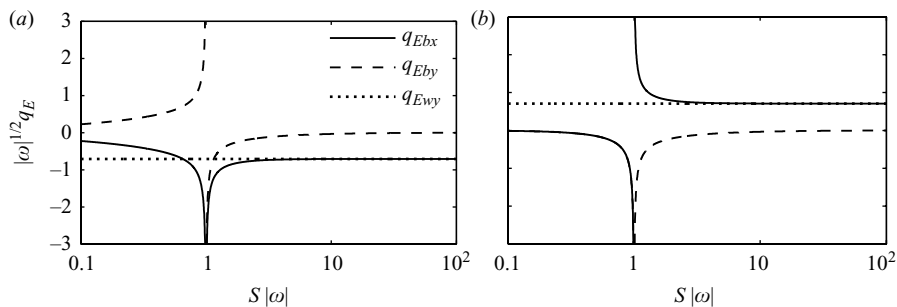 (a)
(b)
3
2
1
0
−1
−2
−3
|ω|^{1/2}q_E
q_{Ebx}
q_{Eby}
q_{Ewy}
0.1 1 10 10^2
0.1 1 10 10^2
S |ω|
S |ω|